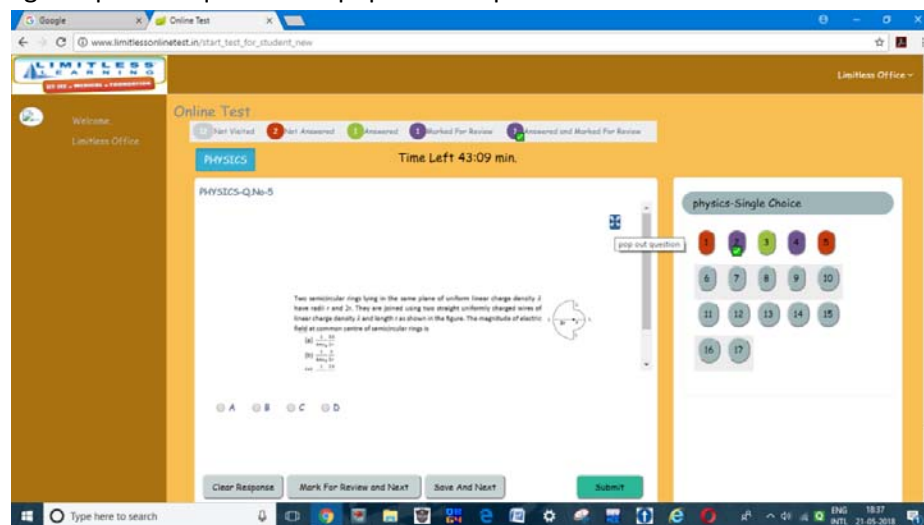 Google
Online Test
www.limitlessonlinetest.in/start_test_for_student_new
LIMITLESS
LEARNING
Limitless Office
Welcome,
Limitless Office
Online Test
Not Visited
2 Not Answered
1 Answered
1 Marked For Review
1 Answered and Marked For Review
PHYSICS
Time Left 43:09 min.
PHYSICS-Q.No-5
pop out question
Two semicircular rings lying in the same plane of uniform linear charge density λ
have radii r and 2r. They are joined using two straight uniformly charged wires of
linear charge density λ and length r as shown in the figure. The magnitude of electric
field at common centre of semicircular rings is
(a)
(b)
A B C D
Clear Response
Mark For Review and Next
Save And Next
Submit
physics-Single Choice
1 2 3 4 5
6 7 8 9 10
11 12 13 14 15
16 17
Type here to search
ENG
INTL
18:37
21-05-2018